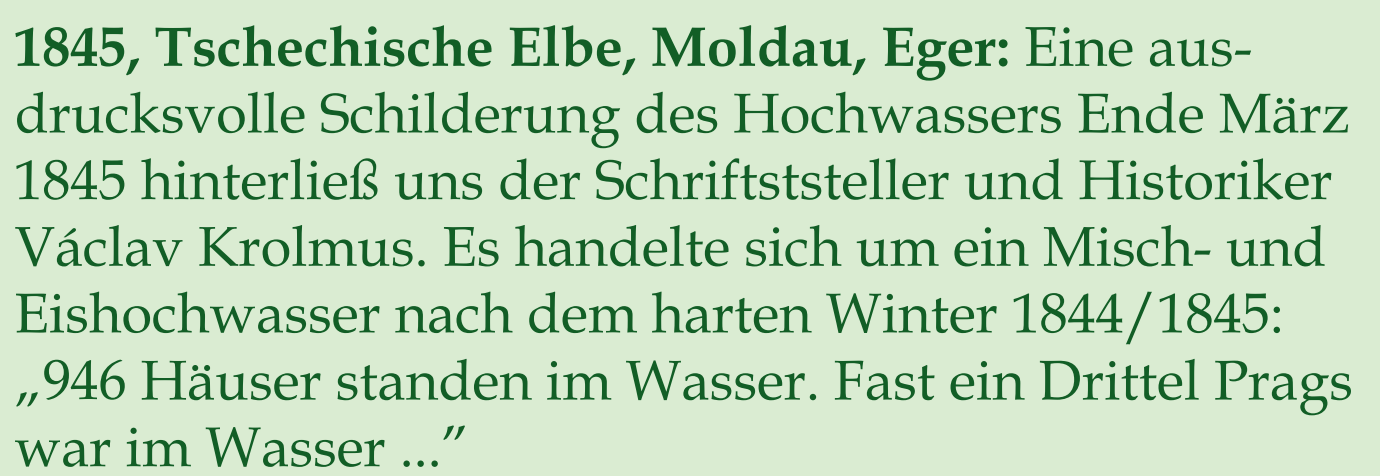 1845, Tschechische Elbe, Moldau, Eger: Eine aus-
drucksvolle Schilderung des Hochwassers Ende März
1845 hinterließ uns der Schriftststeller und Historiker
Václav Krolmus. Es handelte sich um ein Misch- und
Eishochwasser nach dem harten Winter 1844/1845:
„946 Häuser standen im Wasser. Fast ein Drittel Prags
war im Wasser ...”